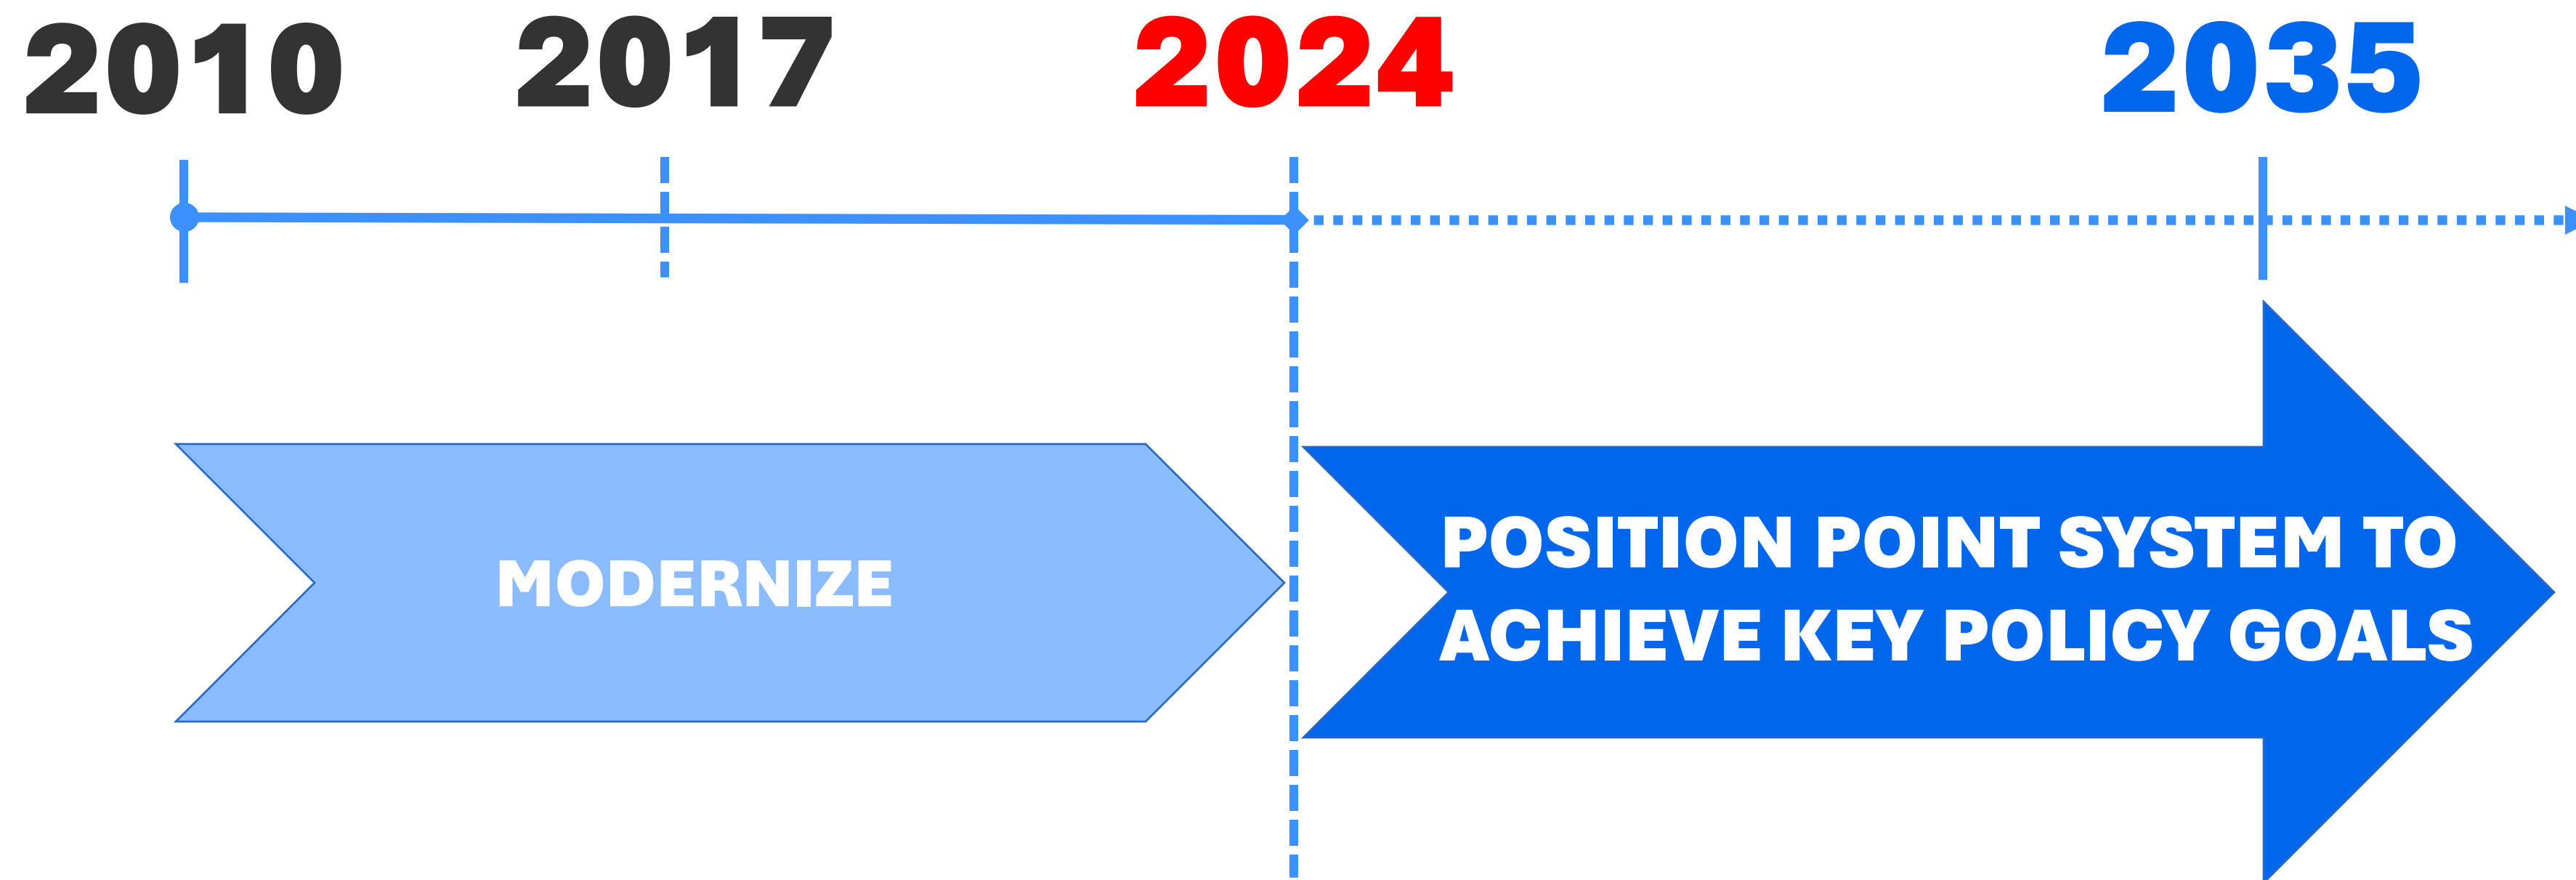 2010 2017 2024 2035
MODERNIZE
POSITION POINT SYSTEM TO
ACHIEVE KEY POLICY GOALS